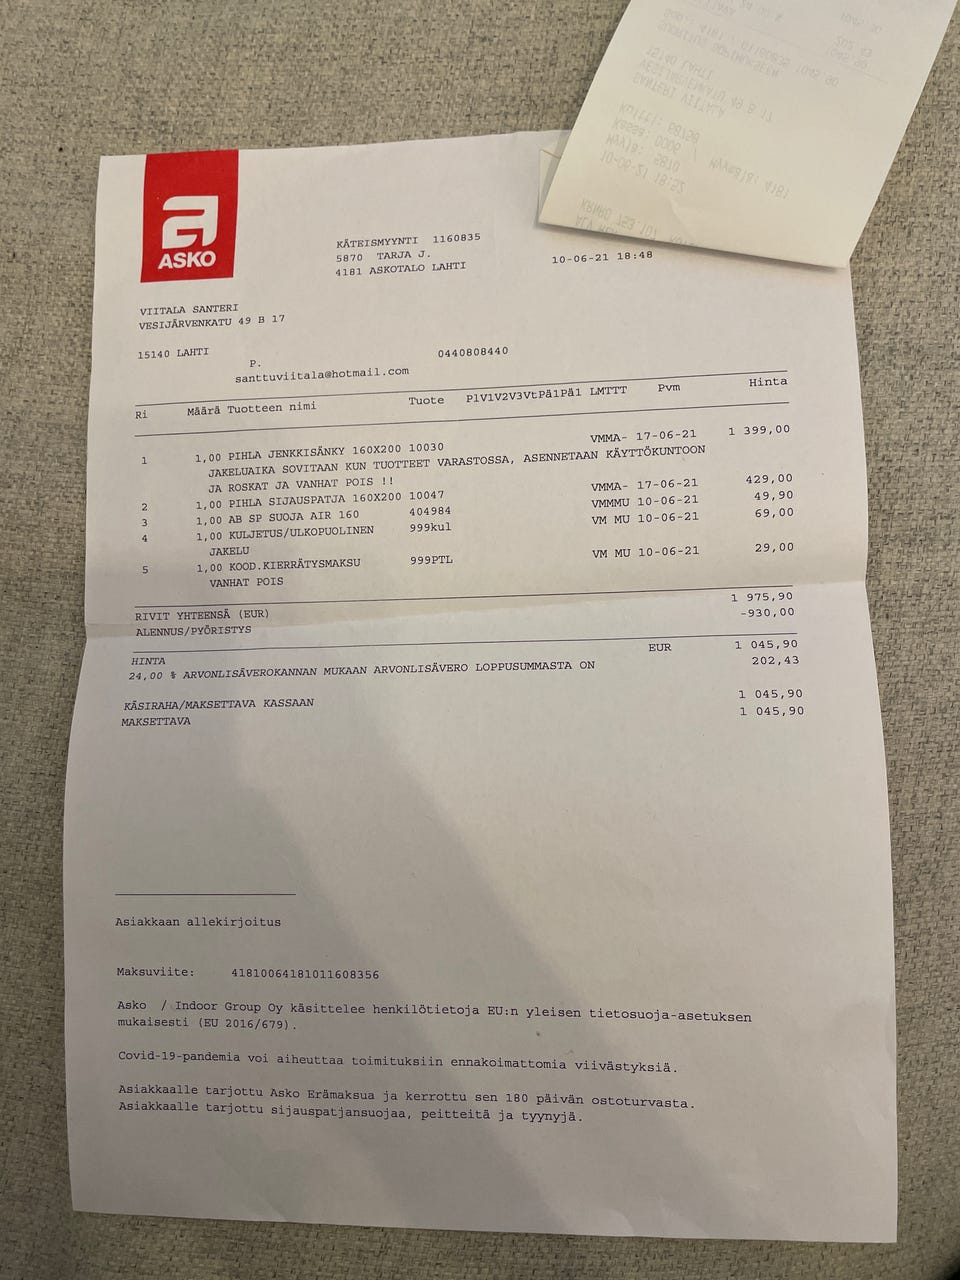 ASKO
KÄTEISMYYNTI 1160835
5870 TARJA J.
4181 ASKOTALO LAHTI
10-06-21 18:48
VIITALA SANTERI
VESIJÄRVENKATU 49 B 17
15140 LAHTI
P. 0440808440
santtuviitala@hotmail.com
Ri Määrä Tuotteen nimi Tuote PlV1V2V3VtPä1Pä1 LMTTT Pvm Hinta
1 1,00 PIHLA JENKKISÄNKY 160X200 10030 VMMA- 17-06-21 1 399,00
JAKELUAIKA SOVITAAN KUN TUOTTEET VARASTOSSA, ASENNETAAN KÄYTTÖKUNTOON
JA ROSKAT JA VANHAT POIS !!
2 1,00 PIHLA SIJAUSPATJA 160X200 10047 VMMA- 17-06-21 429,00
3 1,00 AB SP SUOJA AIR 160 404984 VMMMU 10-06-21 49,90
4 1,00 KULJETUS/ULKOPUOLINEN 999kul VM MU 10-06-21 69,00
JAKELU
5 1,00 KOOD.KIERRÄTYSMAKSU 999PTL VM MU 10-06-21 29,00
VANHAT POIS
RIVIT YHTEENSÄ (EUR) 1 975,90
ALENNUS/PYÖRISTYS -930,00
HINTA EUR 1 045,90
24,00 % ARVONLISÄVEROKANNAN MUKAAN ARVONLISÄVERO LOPPUSUMMASTA ON 202,43
KÄSIRAHA/MAKSETTAVA KASSAAN 1 045,90
MAKSETTAVA 1 045,90
Asiakkaan allekirjoitus
Maksuviite: 41810064181011608356
Asko / Indoor Group Oy käsittelee henkilötietoja EU:n yleisen tietosuoja-asetuksen
mukaisesti (EU 2016/679).
Covid-19-pandemia voi aiheuttaa toimituksiin ennakoimattomia viivästyksiä.
Asiakkaalle tarjottu Asko Erämaksua ja kerrottu sen 180 päivän ostoturvasta.
Asiakkaalle tarjottu sijauspatjansuojaa, peitteitä ja tyynyjä.